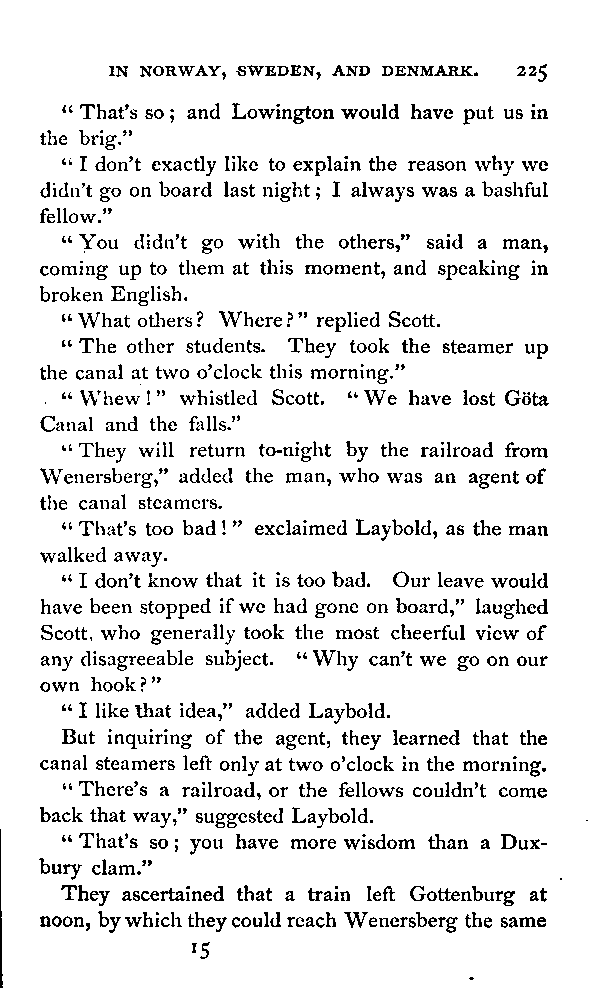 IN NORWAY, SWEDEN, AND DENMARK. 225
"That's so; and Lowington would have put us in
the brig."
"I don't exactly like to explain the reason why we
didn't go on board last night; I always was a bashful
fellow."
"You didn't go with the others," said a man,
coming up to them at this moment, and speaking in
broken English.
"What others? Where?" replied Scott.
"The other students. They took the steamer up
the canal at two o'clock this morning."
"Whew!" whistled Scott. "We have lost Göta
Canal and the falls."
"They will return to-night by the railroad from
Wenersberg," added the man, who was an agent of
the canal steamers.
"That's too bad!" exclaimed Laybold, as the man
walked away.
"I don't know that it is too bad. Our leave would
have been stopped if we had gone on board," laughed
Scott, who generally took the most cheerful view of
any disagreeable subject. "Why can't we go on our
own hook?"
"I like that idea," added Laybold.
But inquiring of the agent, they learned that the
canal steamers left only at two o'clock in the morning.
"There's a railroad, or the fellows couldn't come
back that way," suggested Laybold.
"That's so; you have more wisdom than a Dux-
bury clam."
They ascertained that a train left Gottenburg at
noon, by which they could reach Wenersberg the same
15